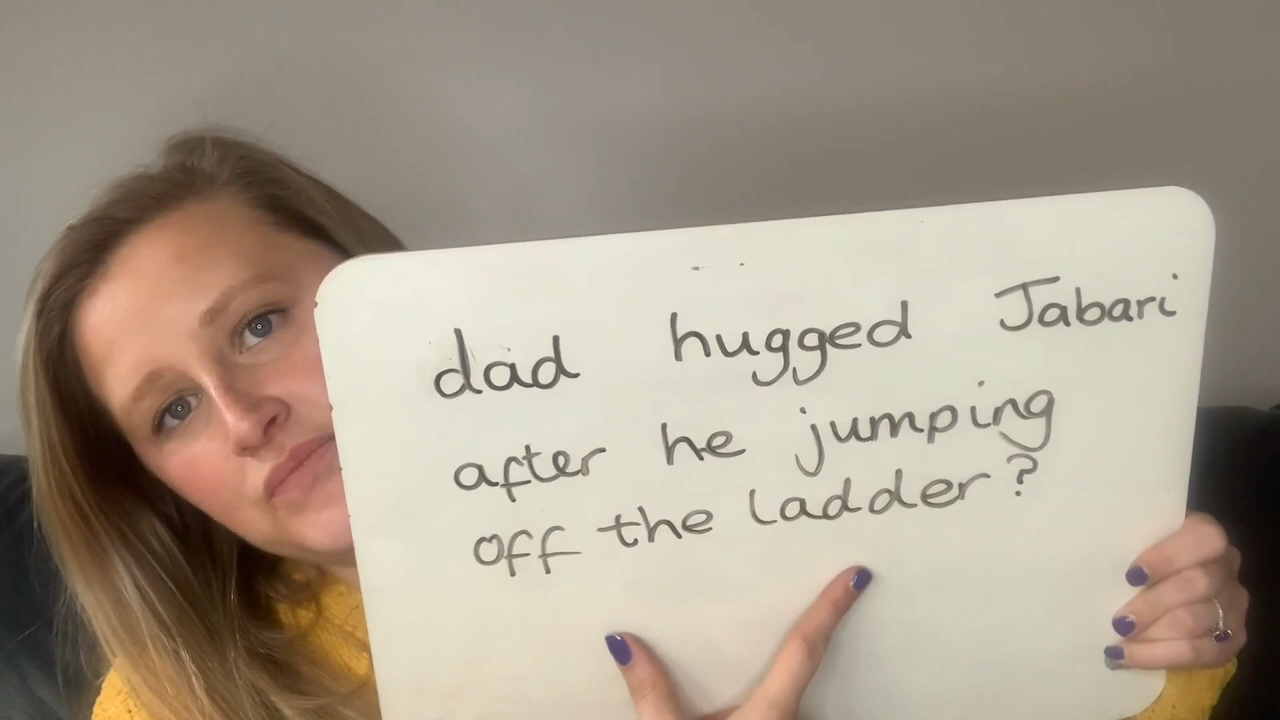 dad hugged Jabari
after he jumping
off the ladder?